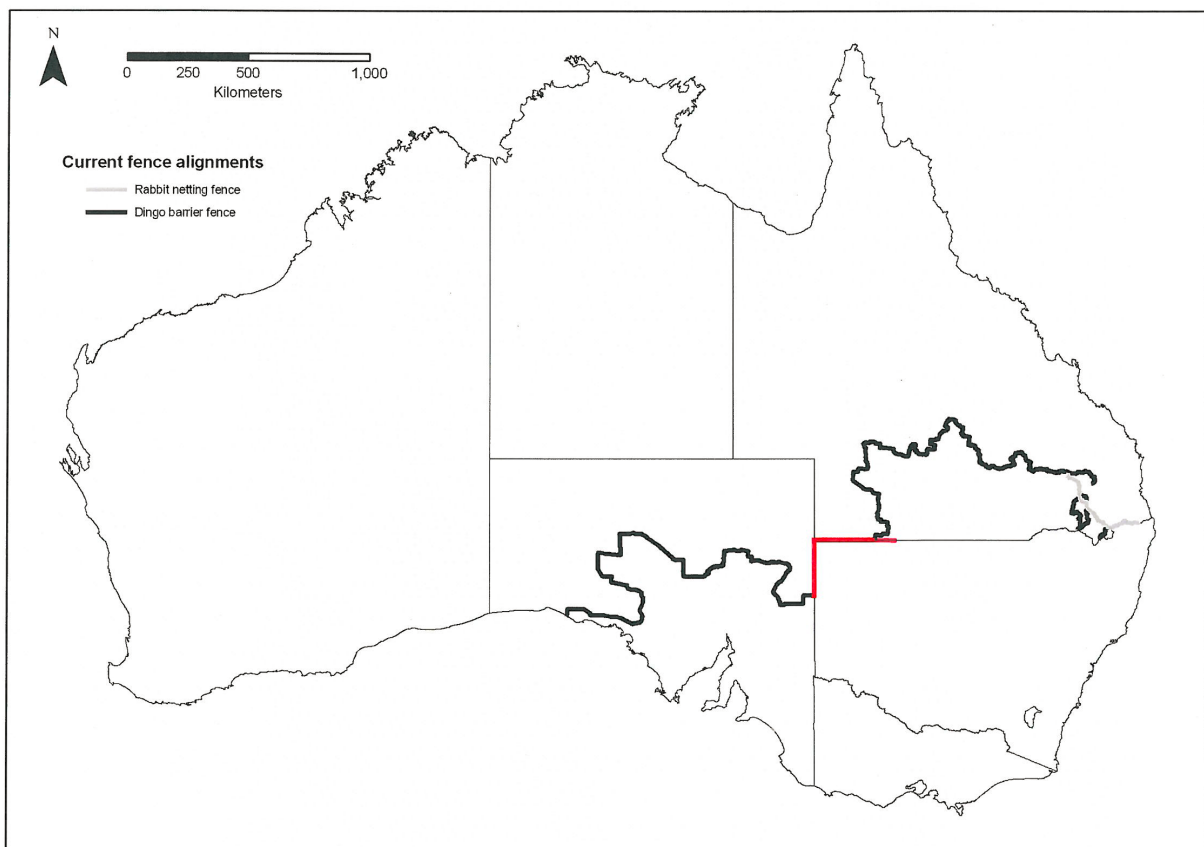 N
0 250 500 1,000
Kilometers
Current fence alignments
Rabbit netting fence
Dingo barrier fence